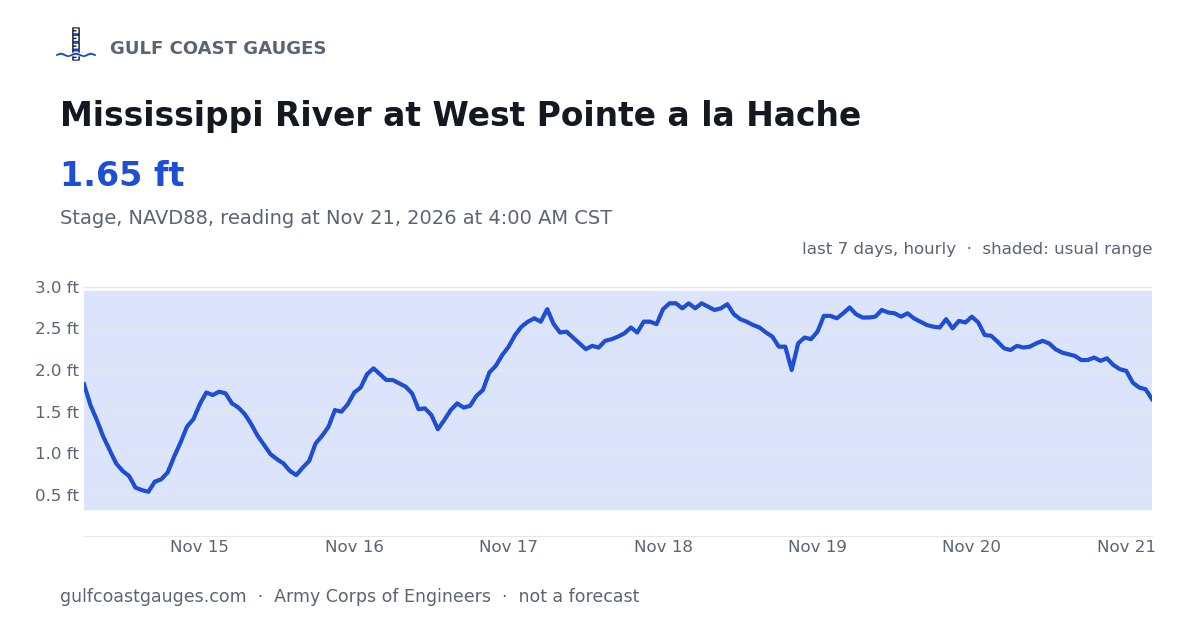 GULF COAST GAUGES
Mississippi River at West Pointe a la Hache
1.65 ft
Stage, NAVD88, reading at Nov 21, 2026 at 4:00 AM CST
last 7 days, hourly · shaded: usual range
3.0 ft
2.5 ft
2.0 ft
1.5 ft
1.0 ft
0.5 ft
Nov 15 Nov 16 Nov 17 Nov 18 Nov 19 Nov 20 Nov 21
gulfcoastgauges.com · Army Corps of Engineers · not a forecast